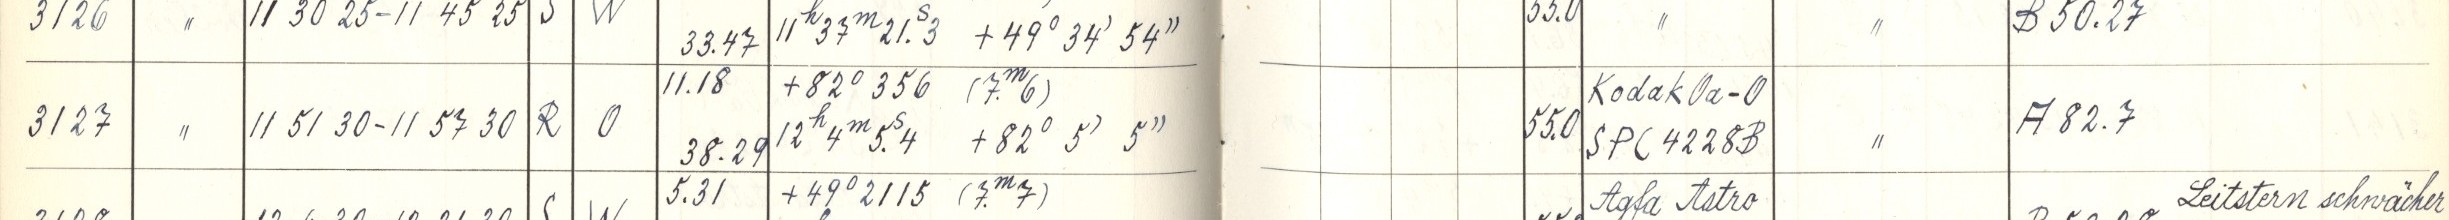 3126 " 11 30 25-11 45 25 S W 33.47 11h37m21.s3 +49° 34' 54" 55.0 " " B 50.27
11.18 +82° 356 (7.m6) Kodak Oa-O
3127 " 11 51 30-11 57 30 R O 38.29 12h4m5.s4 +82° 5' 5" 55.0 SPC 4228B " A 82.7
5.31 +49° 2115 (7.m7) Agfa Astro Leitstern schwächer